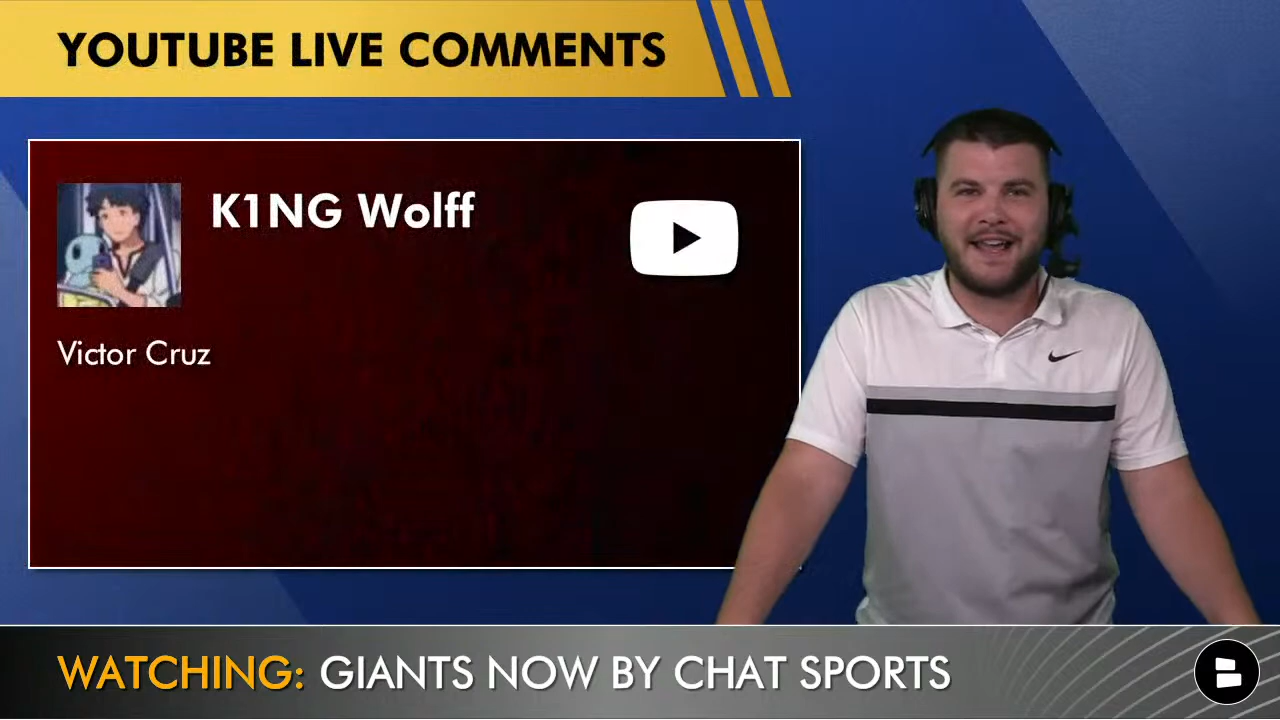 YOUTUBE LIVE COMMENTS
K1NG Wolff
Victor Cruz
WATCHING: GIANTS NOW BY CHAT SPORTS